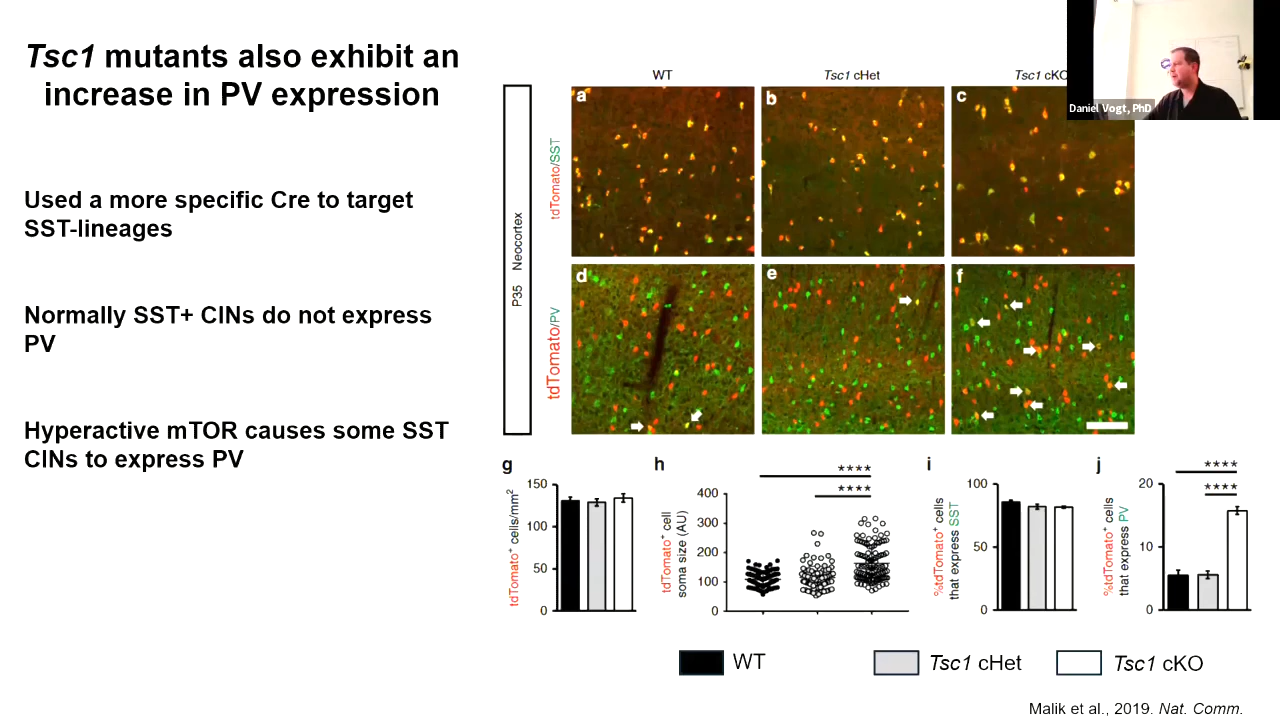 Tsc1 mutants also exhibit an
increase in PV expression
Used a more specific Cre to target
SST-lineages
Normally SST+ CINs do not express
PV
Hyperactive mTOR causes some SST
CINs to express PV
WT
Tsc1 cHet
Tsc1 cKO
Daniel Vogt, PhD
P35 Neocortex
tdTomato/SST
tdTomato/PV
a
b
c
d
e
f
g
tdTomato⁺ cells/mm²
150
100
50
0
h
tdTomato⁺ cell
soma size (AU)
400
300
200
100
0
****
****
i
%tdTomato⁺ cells
that express SST
100
50
0
j
%tdTomato⁺ cells
that express PV
20
10
0
****
****
WT
Tsc1 cHet
Tsc1 cKO
Malik et al., 2019. Nat. Comm.